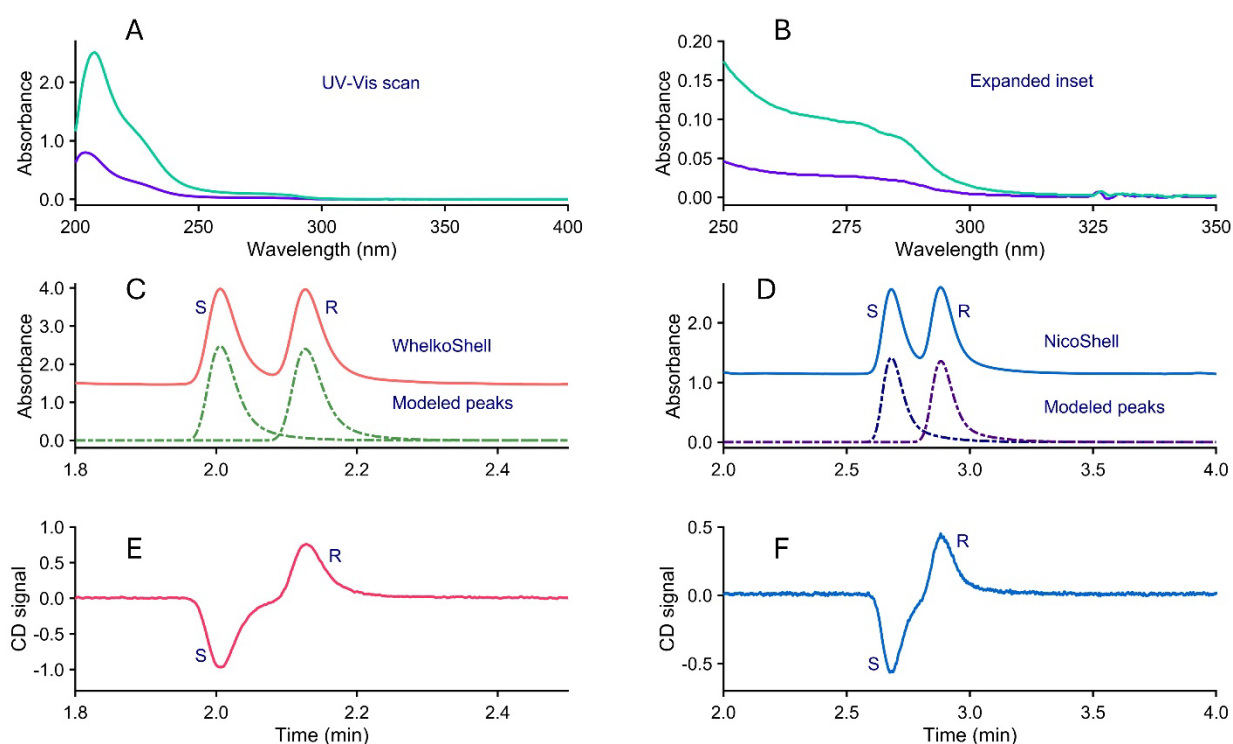 A
UV-Vis scan
Absorbance
2.0
1.0
0.0
200 250 300 350 400
Wavelength (nm)
B
Expanded inset
Absorbance
0.20
0.15
0.10
0.05
0.00
250 275 300 325 350
Wavelength (nm)
C
S R
WhelkoShell
Modeled peaks
Absorbance
4.0
3.0
2.0
1.0
0.0
1.8 2.0 2.2 2.4
D
S R
NicoShell
Modeled peaks
Absorbance
2.0
1.0
0.0
2.0 2.5 3.0 3.5 4.0
E
R
S
CD signal
1.0
0.5
0.0
-0.5
-1.0
1.8 2.0 2.2 2.4
Time (min)
F
R
S
CD signal
0.5
0.0
-0.5
2.0 2.5 3.0 3.5 4.0
Time (min)